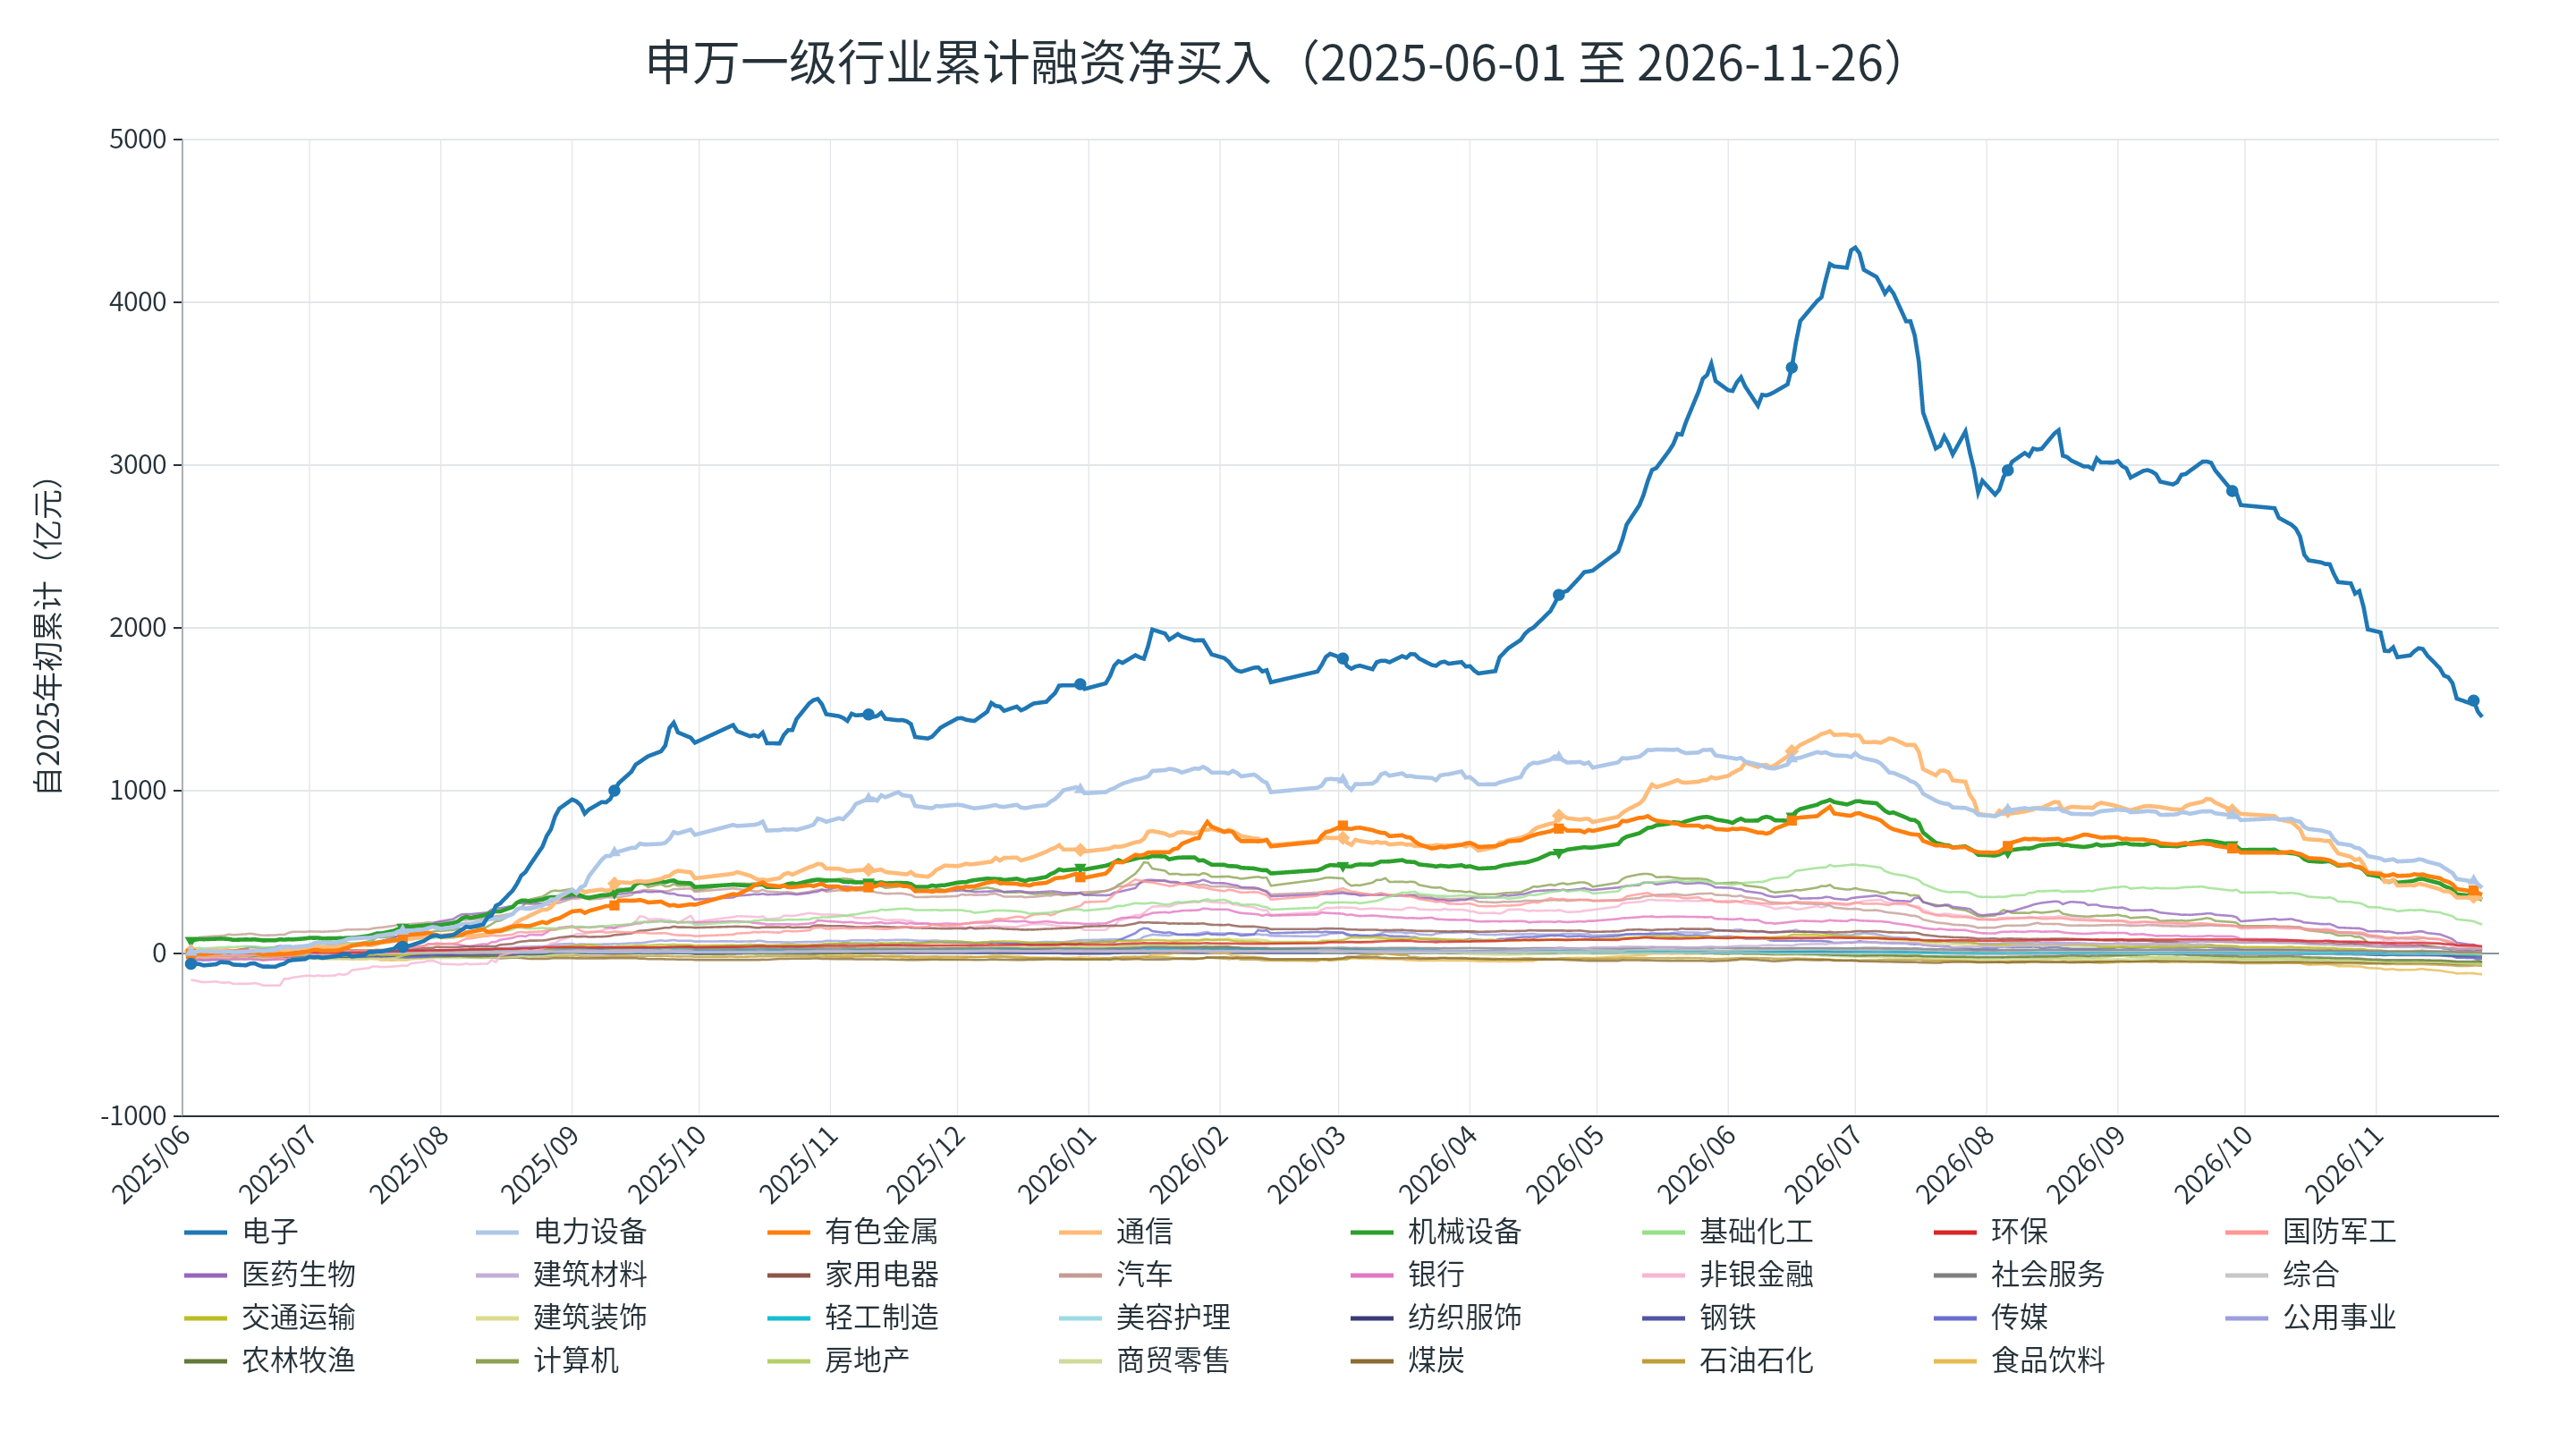 申万一级行业累计融资净买入（2025-06-01 至 2026-11-26）
自2025年初累计（亿元）
5000
4000
3000
2000
1000
0
-1000
2025/06 2025/07 2025/08 2025/09 2025/10 2025/11 2025/12 2026/01 2026/02 2026/03 2026/04 2026/05 2026/06 2026/07 2026/08 2026/09 2026/10 2026/11
电子 电力设备 有色金属 通信 机械设备 基础化工 环保 国防军工
医药生物 建筑材料 家用电器 汽车 银行 非银金融 社会服务 综合
交通运输 建筑装饰 轻工制造 美容护理 纺织服饰 钢铁 传媒 公用事业
农林牧渔 计算机 房地产 商贸零售 煤炭 石油石化 食品饮料